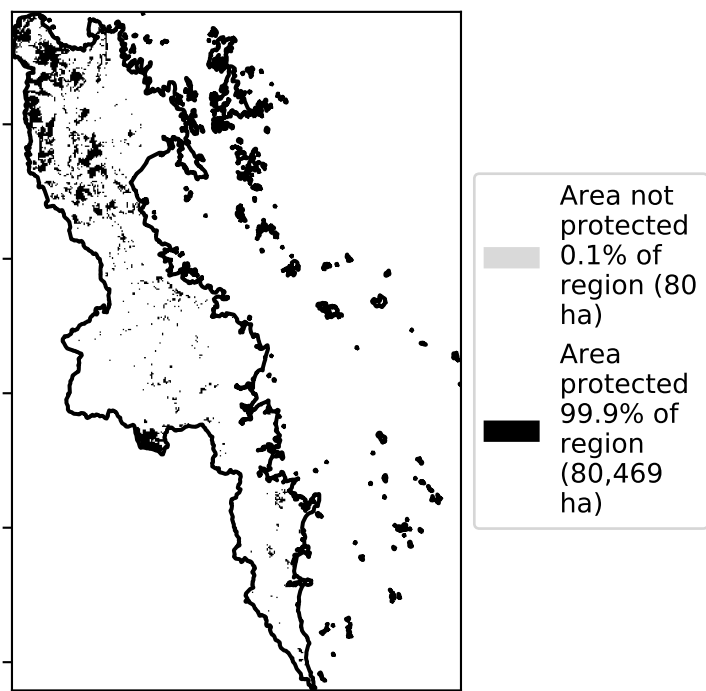 Area not
protected
0.1% of
region (80
ha)
Area
protected
99.9% of
region
(80,469
ha)